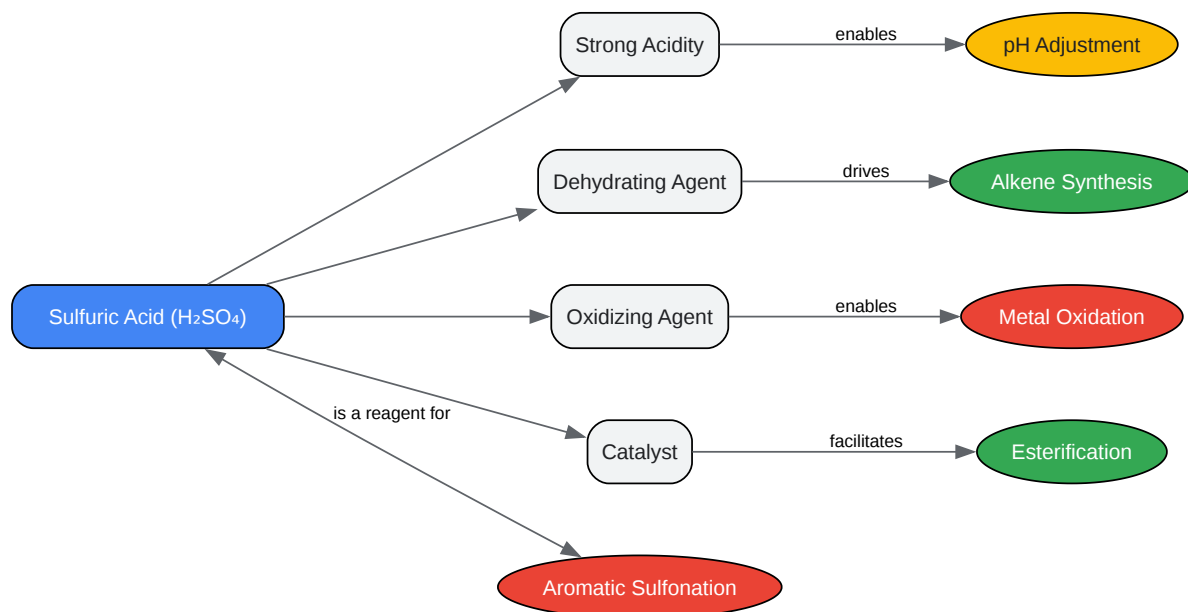 Strong Acidity
enables
pH Adjustment
Dehydrating Agent
drives
Alkene Synthesis
Sulfuric Acid (H₂SO₄)
Oxidizing Agent
enables
Metal Oxidation
is a reagent for
Catalyst
facilitates
Esterification
Aromatic Sulfonation